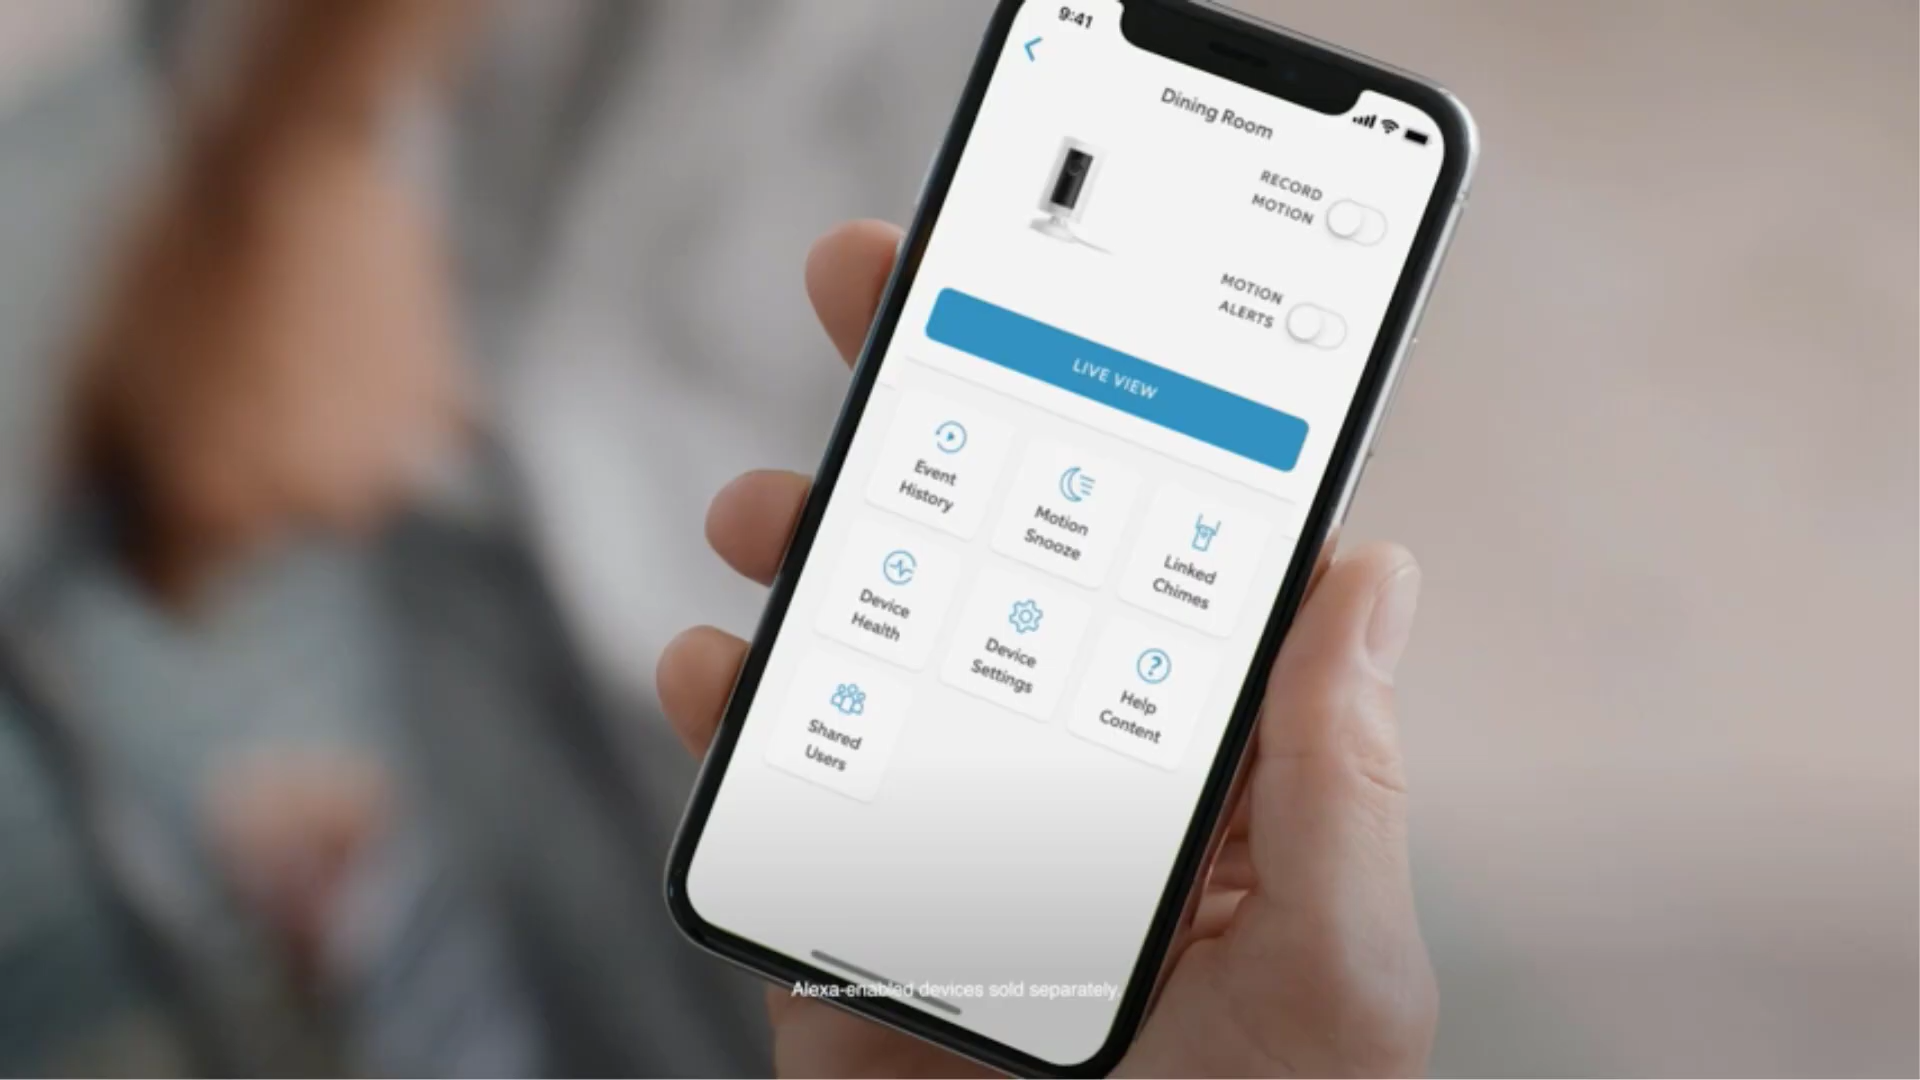 9:41
Dining Room
RECORD
MOTION
MOTION
ALERTS
LIVE VIEW
Event
History
Motion
Snooze
Linked
Chimes
Device
Health
Device
Settings
Help
Content
Shared
Users
Alexa-enabled devices sold separately.